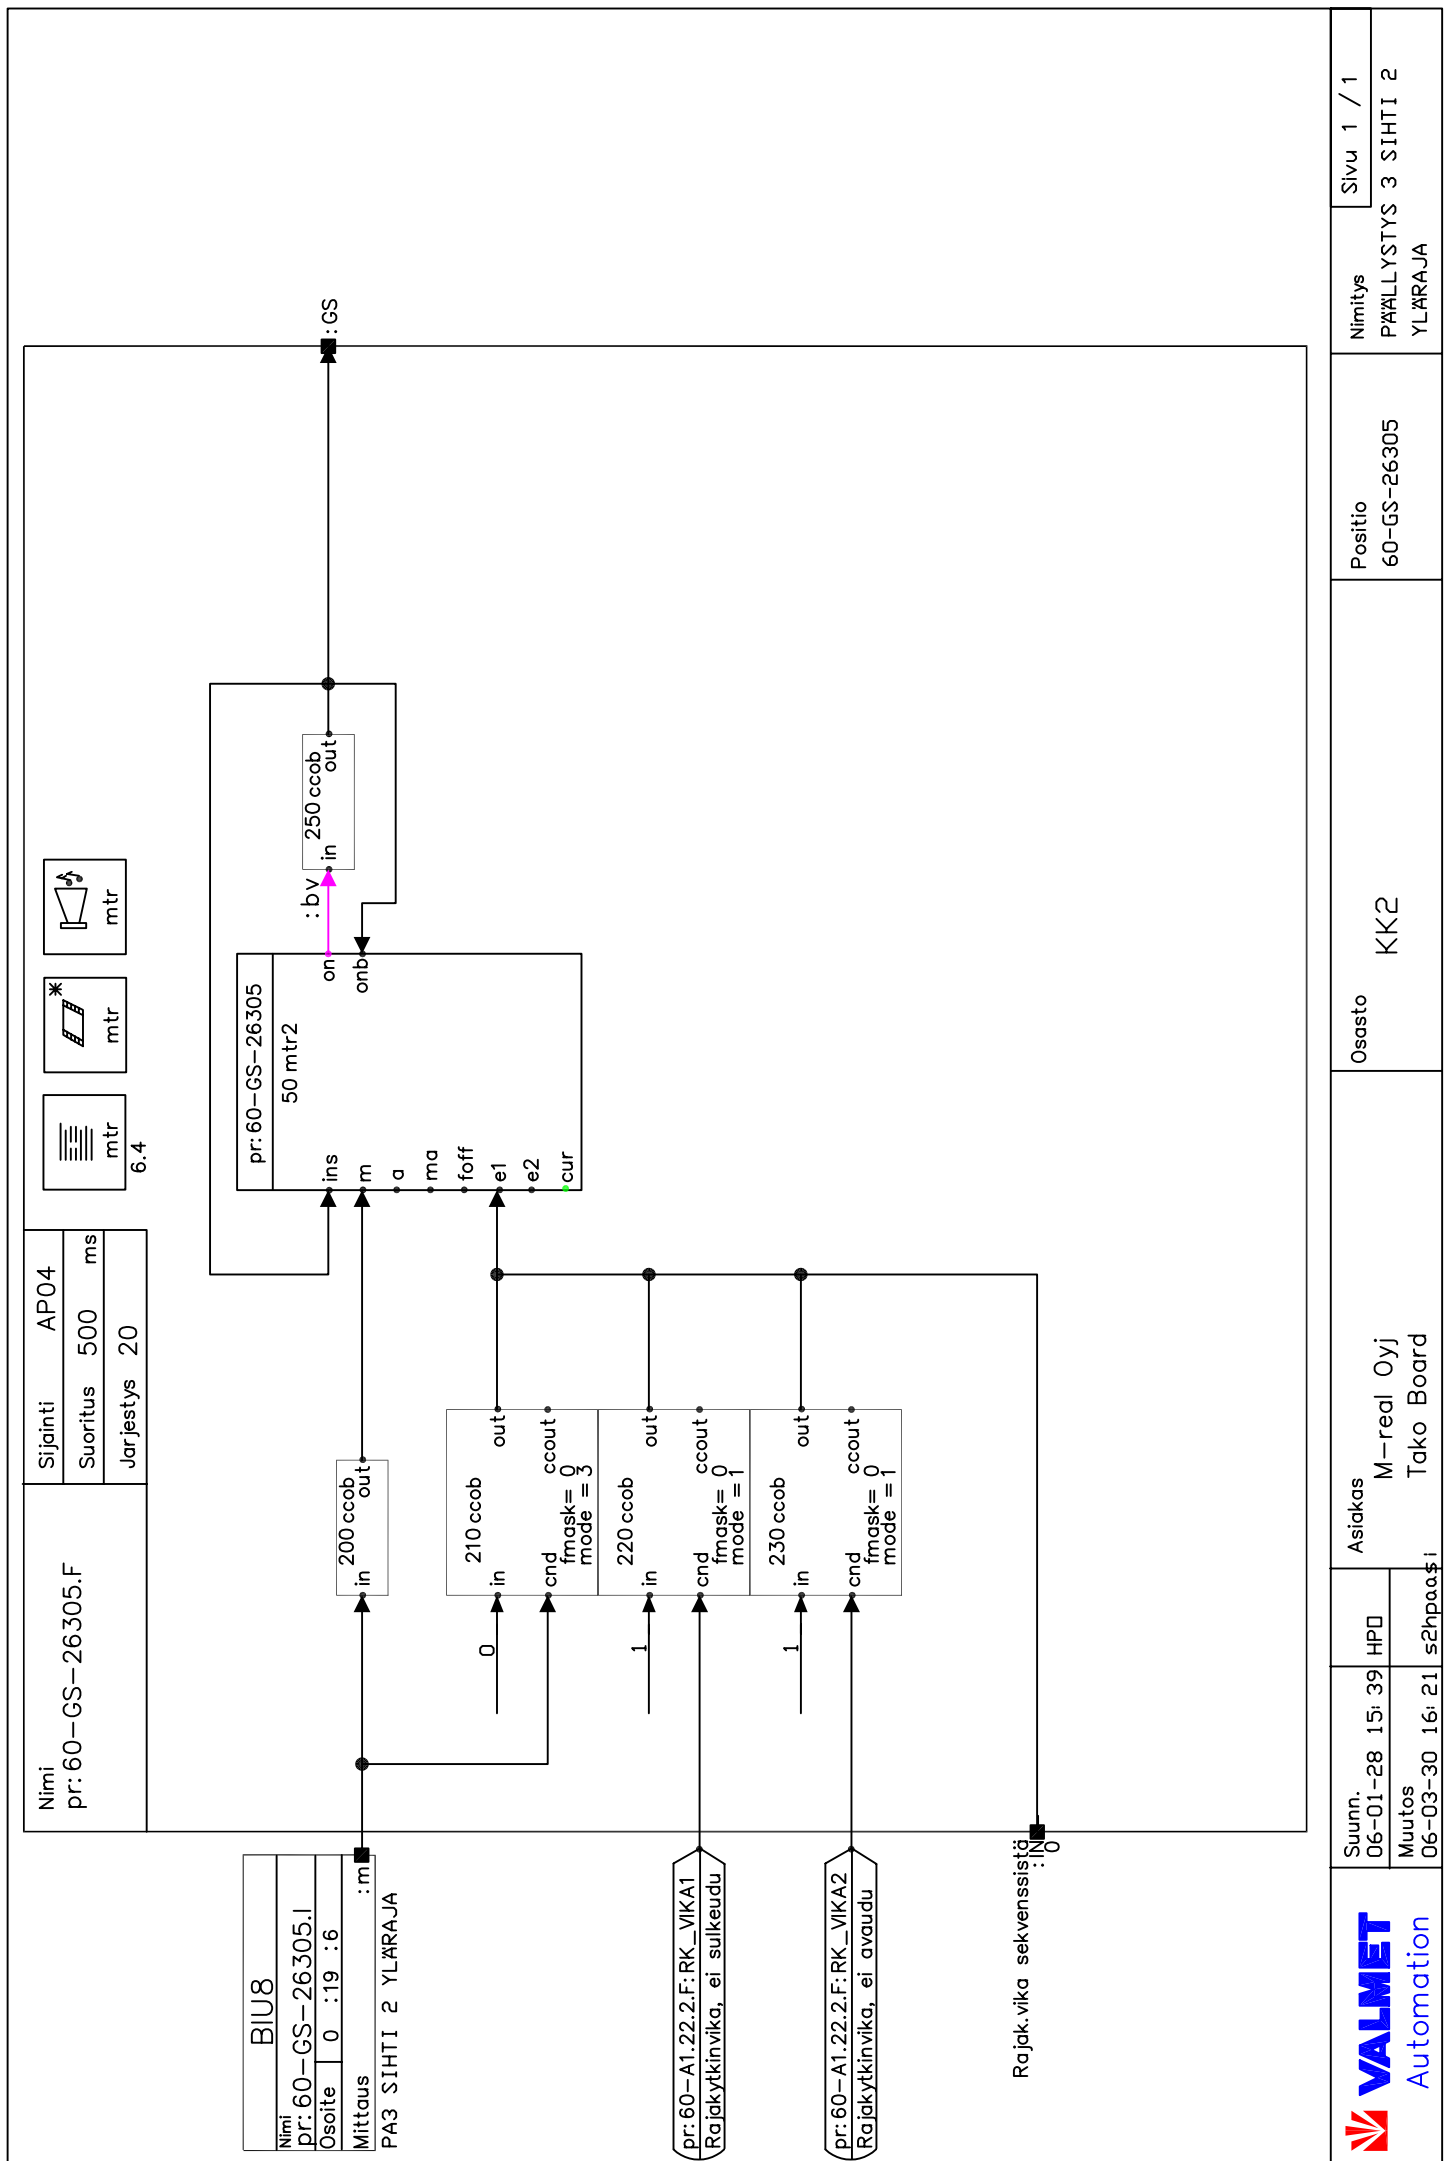 Nimi
pr:60-GS-26305.F
Sijainti AP04
Suoritus 500 ms
Jarjestys 20
mtr
6.4
mtr
*
mtr
BIU8
Nimi
pr:60-GS-26305.I
Osoite 0 :19 :6
Mittaus :m
PA3 SIHTI 2 YLÄRAJA
200 ccob
in out
pr:60-GS-26305
50 mtr2
ins
m
a
ma
foff
e1
e2
cur
on
onb
:bv
250 ccob
in out
:GS
0
210 ccob
in out
cnd ccout
fmask= 0
mode = 3
1
220 ccob
in out
cnd ccout
fmask= 0
mode = 1
1
230 ccob
in out
cnd ccout
fmask= 0
mode = 1
pr:60-A1.22.2.F:RK_VIKA1
Rajakytkinvika, ei sulkeudu
pr:60-A1.22.2.F:RK_VIKA2
Rajakytkinvika, ei avaudu
Rajak.vika sekvenssistä
:IN
0
VALMET
Automation
Suunn.
06-01-28 15:39 HPO
Muutos
06-03-30 16:21 s2hpaasi
Asiakas
M-real Oyj
Tako Board
Osasto
KK2
Positio
60-GS-26305
Nimitys
PÄÄLLYSTYS 3 SIHTI 2
YLÄRAJA
Sivu 1 / 1